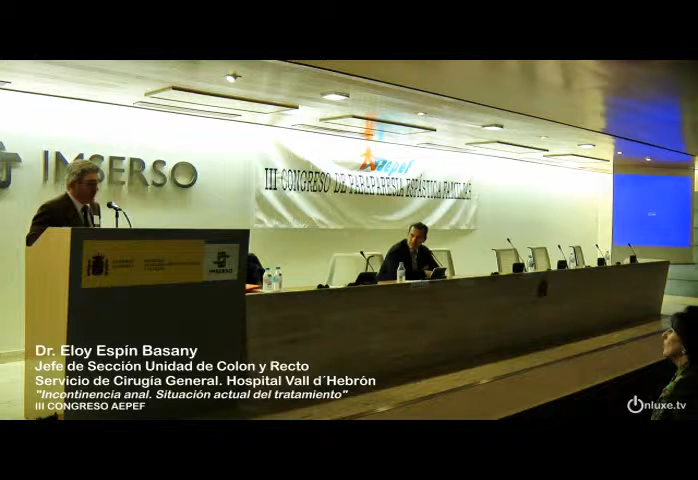 IMSERSO
aepef
III CONGRESO DE PARAPARESIA ESPÁSTICA FAMILIAR
IMSERSO
Dr. Eloy Espín Basany
Jefe de Sección Unidad de Colon y Recto
Servicio de Cirugía General. Hospital Vall d´Hebrón
"Incontinencia anal. Situación actual del tratamiento"
III CONGRESO AEPEF
Onluxe.tv